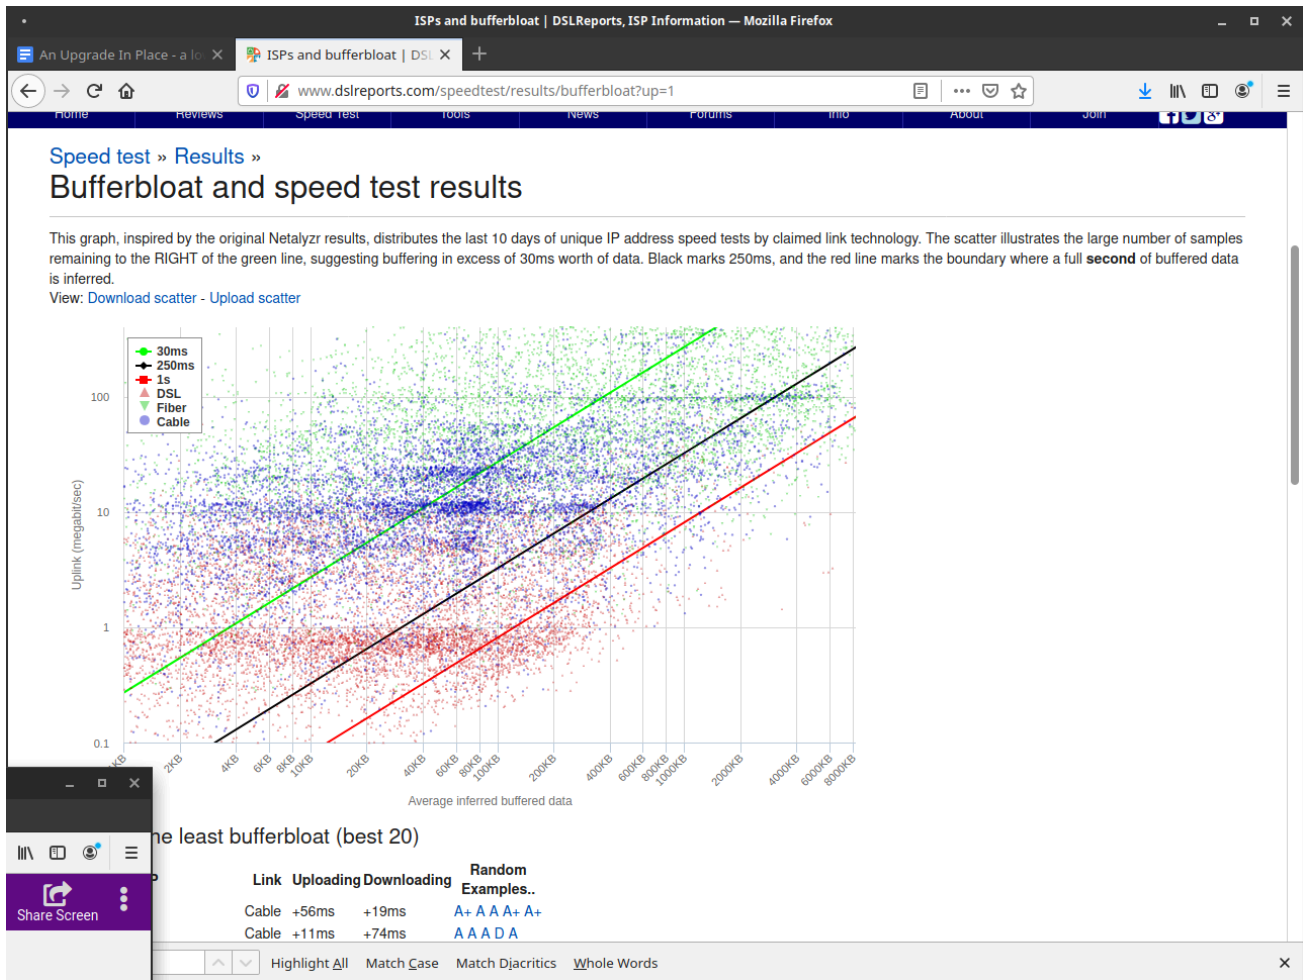 ISPs and bufferbloat | DSLReports, ISP Information — Mozilla Firefox
An Upgrade In Place - a lo
ISPs and bufferbloat | DSL
www.dslreports.com/speedtest/results/bufferbloat?up=1
Home Reviews Speed Test Tools News Forums Info About Join
Speed test » Results »
Bufferbloat and speed test results
This graph, inspired by the original Netalyzr results, distributes the last 10 days of unique IP address speed tests by claimed link technology. The scatter illustrates the large number of samples
remaining to the RIGHT of the green line, suggesting buffering in excess of 30ms worth of data. Black marks 250ms, and the red line marks the boundary where a full second of buffered data
is inferred.
View: Download scatter - Upload scatter
30ms
250ms
1s
DSL
Fiber
Cable
100
10
1
0.1
Uplink (megabit/sec)
KB 2KB 4KB 6KB 8KB 10KB 20KB 40KB 60KB 80KB 100KB 200KB 400KB 600KB 800KB 1000KB 2000KB 4000KB 6000KB 8000KB
Average inferred buffered data
he least bufferbloat (best 20)
Link Uploading Downloading Random
Examples..
Cable +56ms +19ms A+ A A A+ A+
Cable +11ms +74ms A A A D A
Share Screen
Highlight All Match Case Match Diacritics Whole Words